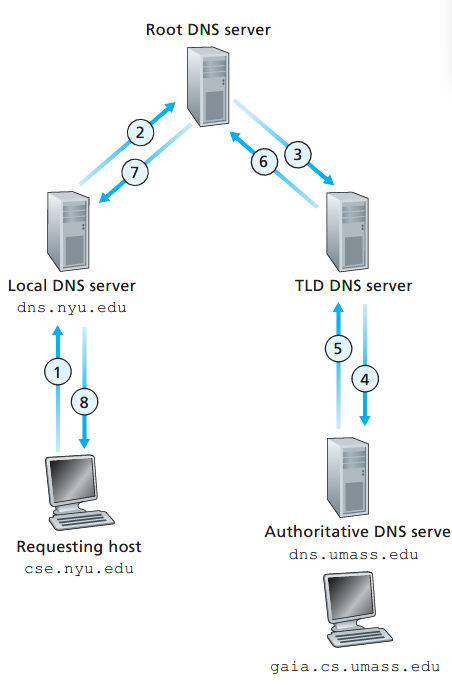 Root DNS server
2
3
7
6
Local DNS server
dns.nyu.edu
TLD DNS server
1
8
5
4
Requesting host
cse.nyu.edu
Authoritative DNS serve
dns.umass.edu
gaia.cs.umass.edu